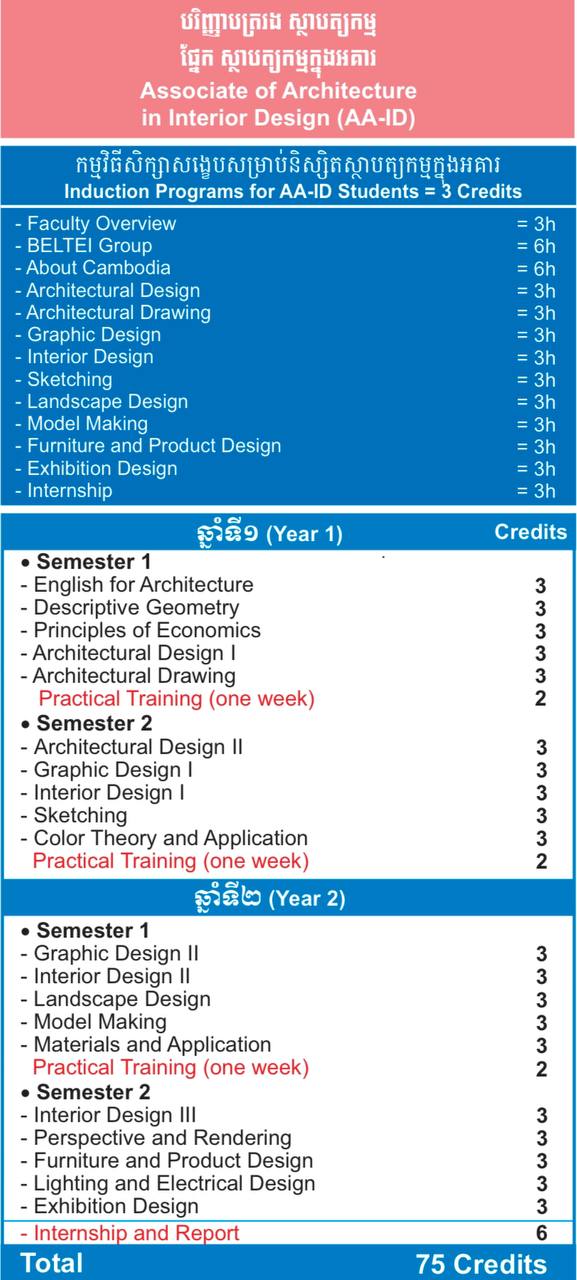 បរិញ្ញាបត្ររង ស្ថាបត្យកម្ម
ផ្នែក ស្ថាបត្យកម្មក្នុងអគារ
Associate of Architecture
in Interior Design (AA-ID)
កម្មវិធីសិក្សាសង្ខេបសម្រាប់និស្សិតស្ថាបត្យកម្មក្នុងអគារ
Induction Programs for AA-ID Students = 3 Credits
- Faculty Overview = 3h
- BELTEI Group = 6h
- About Cambodia = 6h
- Architectural Design = 3h
- Architectural Drawing = 3h
- Graphic Design = 3h
- Interior Design = 3h
- Sketching = 3h
- Landscape Design = 3h
- Model Making = 3h
- Furniture and Product Design = 3h
- Exhibition Design = 3h
- Internship = 3h
ឆ្នាំទី១ (Year 1) Credits
• Semester 1
- English for Architecture 3
- Descriptive Geometry 3
- Principles of Economics 3
- Architectural Design I 3
- Architectural Drawing 3
Practical Training (one week) 2
• Semester 2
- Architectural Design II 3
- Graphic Design I 3
- Interior Design I 3
- Sketching 3
- Color Theory and Application 3
Practical Training (one week) 2
ឆ្នាំទី២ (Year 2)
• Semester 1
- Graphic Design II 3
- Interior Design II 3
- Landscape Design 3
- Model Making 3
- Materials and Application 3
Practical Training (one week) 2
• Semester 2
- Interior Design III 3
- Perspective and Rendering 3
- Furniture and Product Design 3
- Lighting and Electrical Design 3
- Exhibition Design 3
- Internship and Report 6
Total 75 Credits